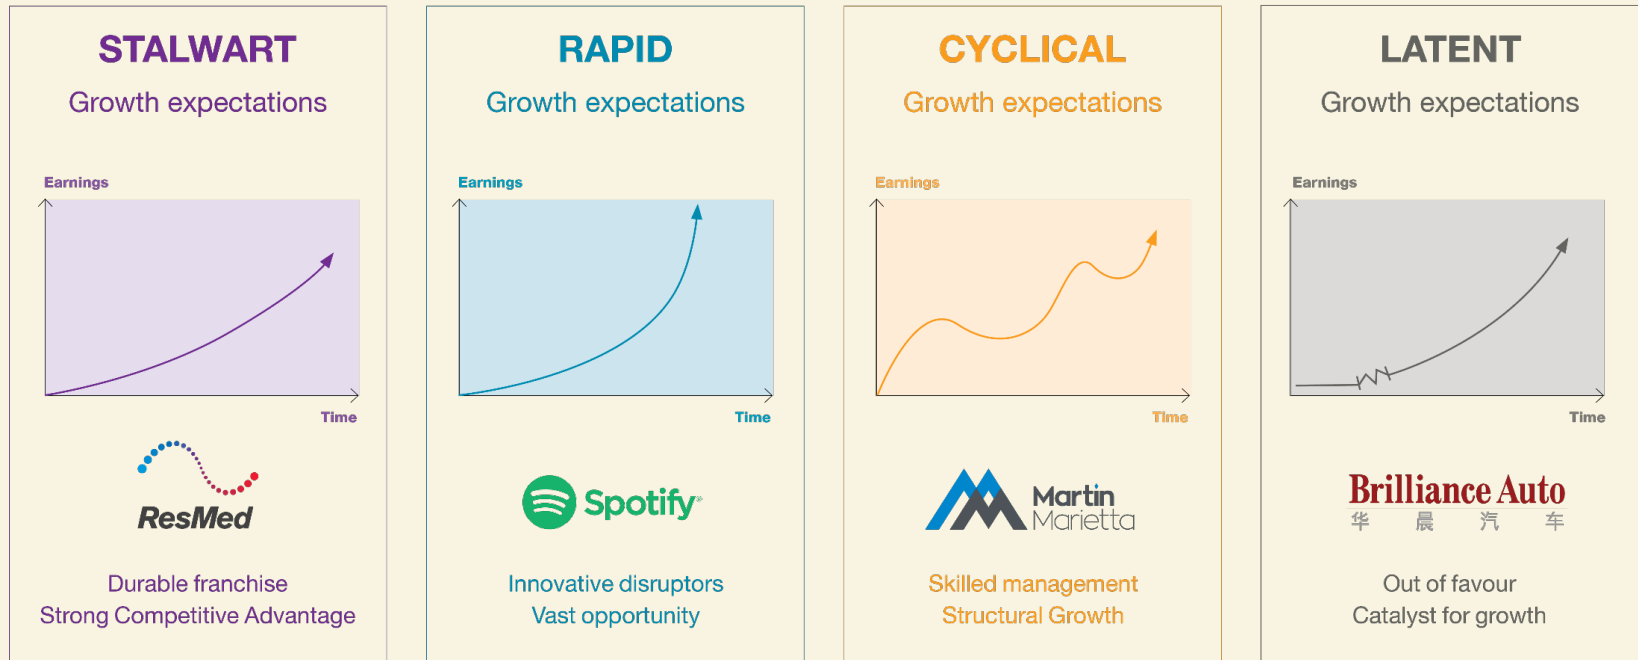 STALWART
Growth expectations
Earnings
Time
ResMed
Durable franchise
Strong Competitive Advantage
RAPID
Growth expectations
Earnings
Time
Spotify®
Innovative disruptors
Vast opportunity
CYCLICAL
Growth expectations
Earnings
Time
Martin
Marietta
Skilled management
Structural Growth
LATENT
Growth expectations
Earnings
Time
Brilliance Auto
华晨汽车
Out of favour
Catalyst for growth